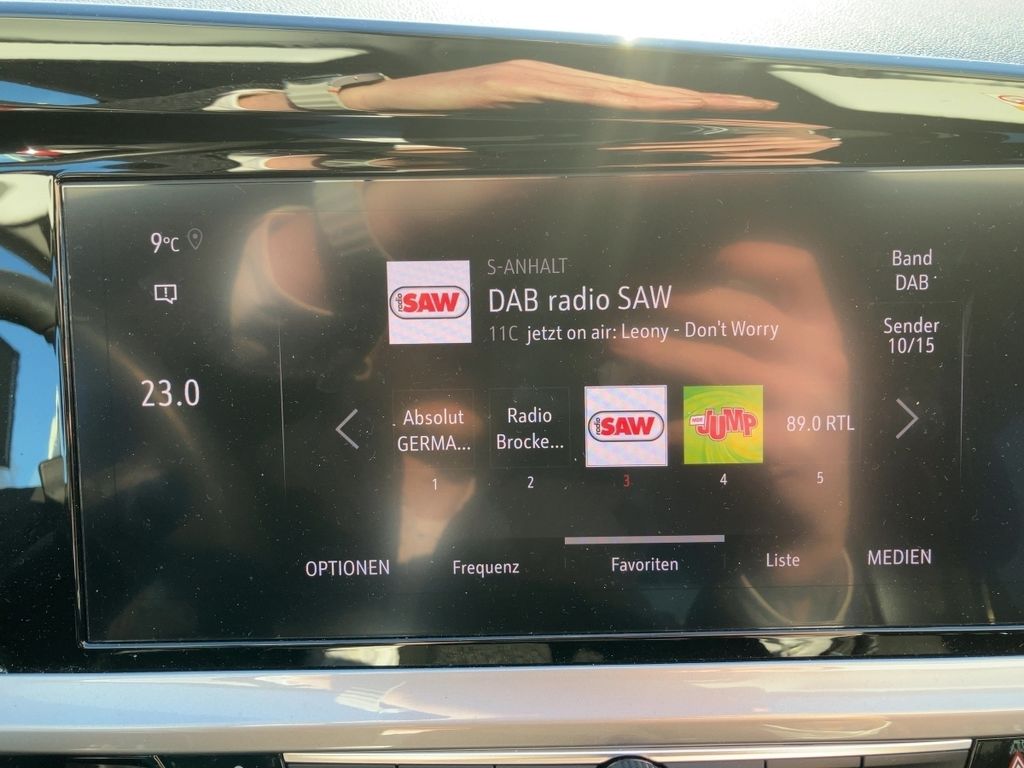 9°C
23.0
S-ANHALT
radio SAW
DAB radio SAW
11C jetzt on air: Leony - Don't Worry
Band
DAB
Sender
10/15
Absolut
GERMA...
Radio
Brocke...
radio SAW
MDR JUMP
89.0 RTL
1
2
3
4
5
OPTIONEN
Frequenz
Favoriten
Liste
MEDIEN